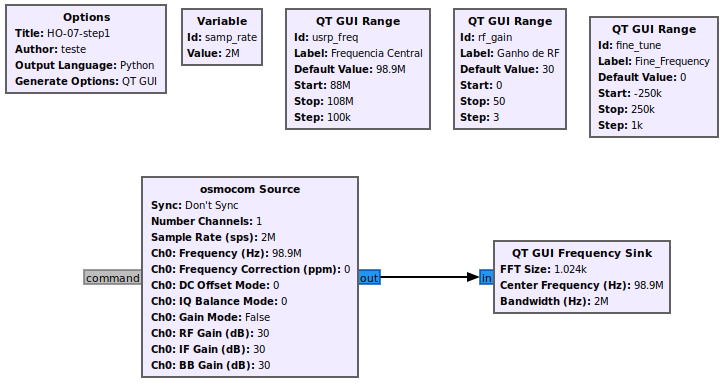 Options
Title: HO-07-step1
Author: teste
Output Language: Python
Generate Options: QT GUI
Variable
Id: samp_rate
Value: 2M
QT GUI Range
Id: usrp_freq
Label: Frequencia Central
Default Value: 98.9M
Start: 88M
Stop: 108M
Step: 100k
QT GUI Range
Id: rf_gain
Label: Ganho de RF
Default Value: 30
Start: 0
Stop: 50
Step: 3
QT GUI Range
Id: fine_tune
Label: Fine_Frequency
Default Value: 0
Start: -250k
Stop: 250k
Step: 1k
osmocom Source
Sync: Don't Sync
Number Channels: 1
Sample Rate (sps): 2M
Ch0: Frequency (Hz): 98.9M
Ch0: Frequency Correction (ppm): 0
Ch0: DC Offset Mode: 0
Ch0: IQ Balance Mode: 0
Ch0: Gain Mode: False
Ch0: RF Gain (dB): 30
Ch0: IF Gain (dB): 30
Ch0: BB Gain (dB): 30
command
out
in
QT GUI Frequency Sink
FFT Size: 1.024k
Center Frequency (Hz): 98.9M
Bandwidth (Hz): 2M